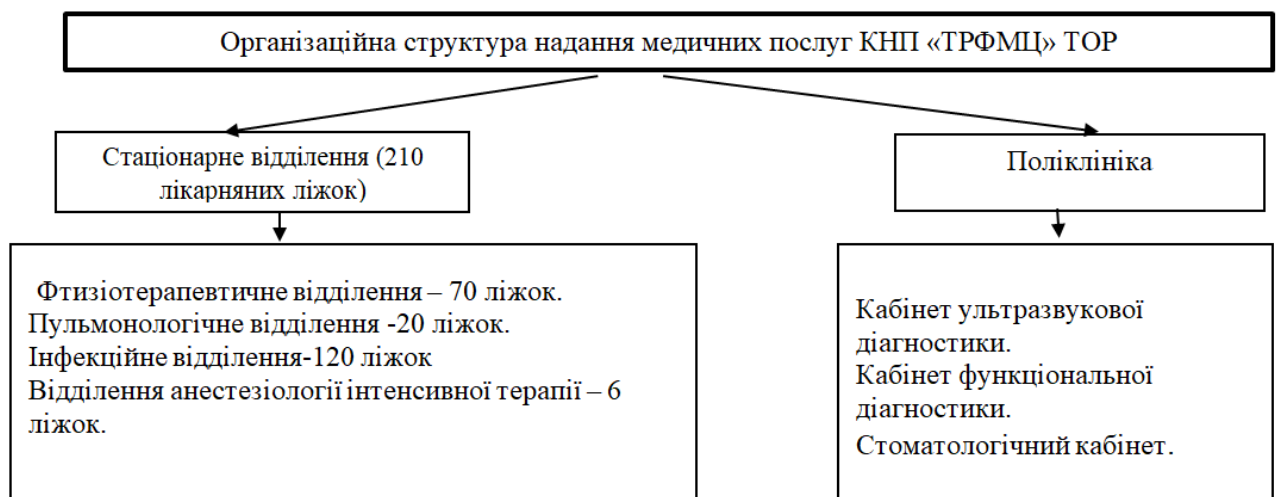 Організаційна структура надання медичних послуг КНП «ТРФМЦ» ТОР
Стаціонарне відділення (210
лікарняних ліжок)
Поліклініка
Фтизіотерапевтичне відділення – 70 ліжок.
Пульмонологічне відділення -20 ліжок.
Інфекційне відділення-120 ліжок
Відділення анестезіології інтенсивної терапії – 6
ліжок.
Кабінет ультразвукової
діагностики.
Кабінет функціональної
діагностики.
Стоматологічний кабінет.